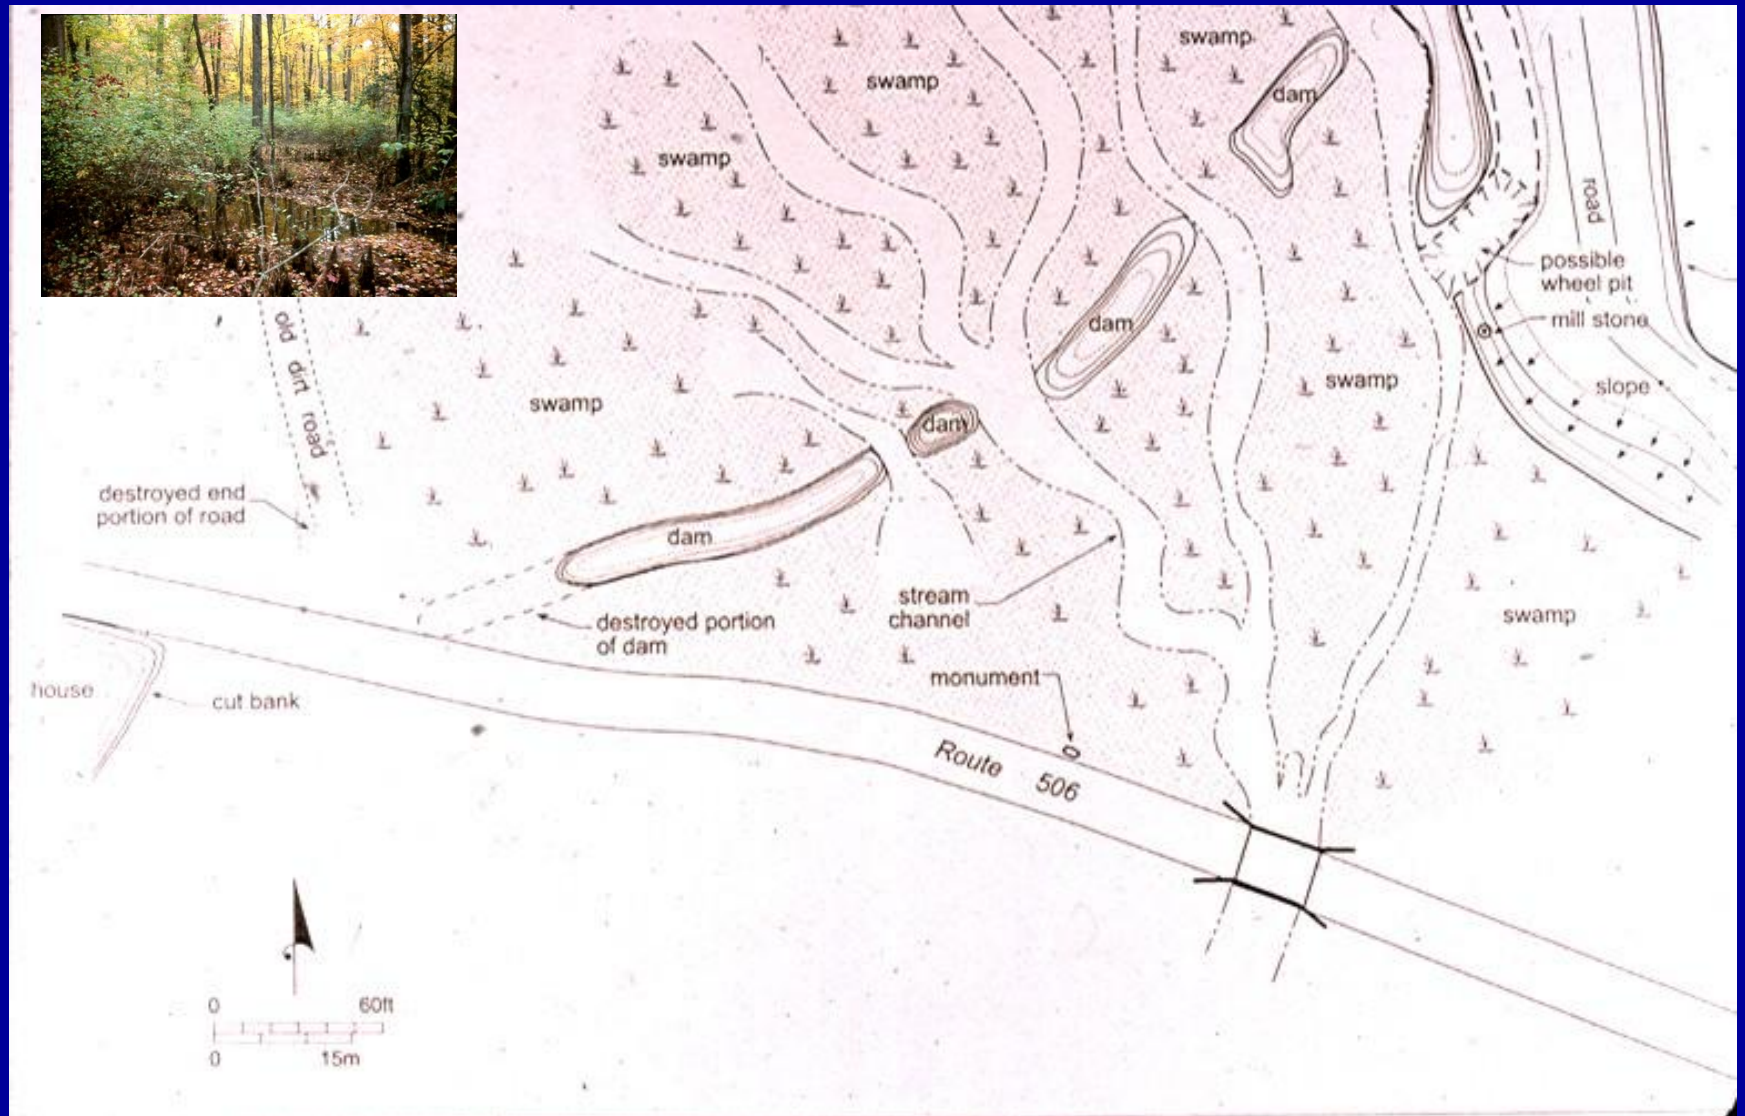 swamp
swamp
dam
swamp
road
possible
wheel pit
mill stone
dam
old dirt road
swamp
swamp
slope
dam
destroyed end
portion of road
dam
stream
channel
destroyed portion
of dam
swamp
monument
house
cut bank
Route 506
0 60ft
0 15m